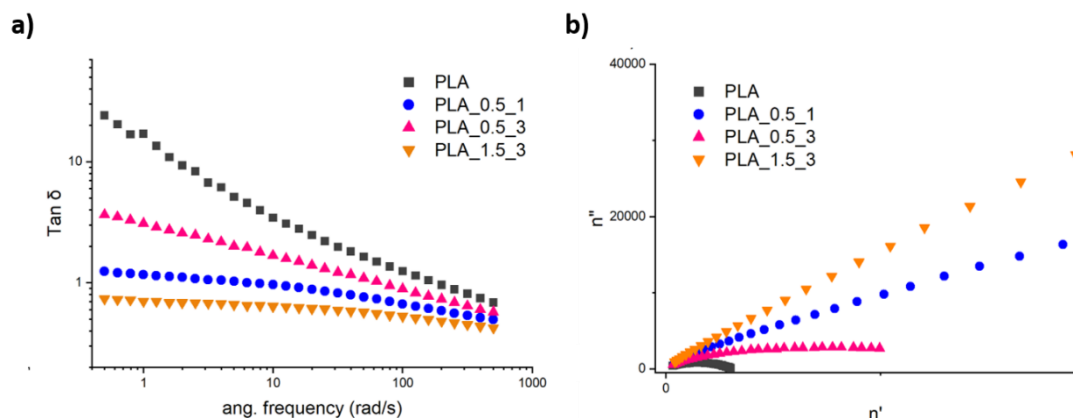 a)
Tan δ
10
1
PLA
PLA_0.5_1
PLA_0.5_3
PLA_1.5_3
1
10
100
1000
ang. frequency (rad/s)
b)
n''
40000
20000
0
PLA
PLA_0.5_1
PLA_0.5_3
PLA_1.5_3
0
n'